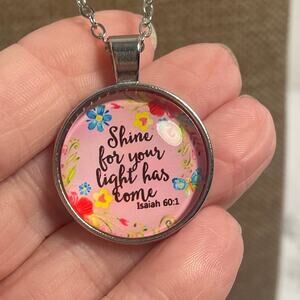 Shine
for your
light has
come
Isaiah 60:1